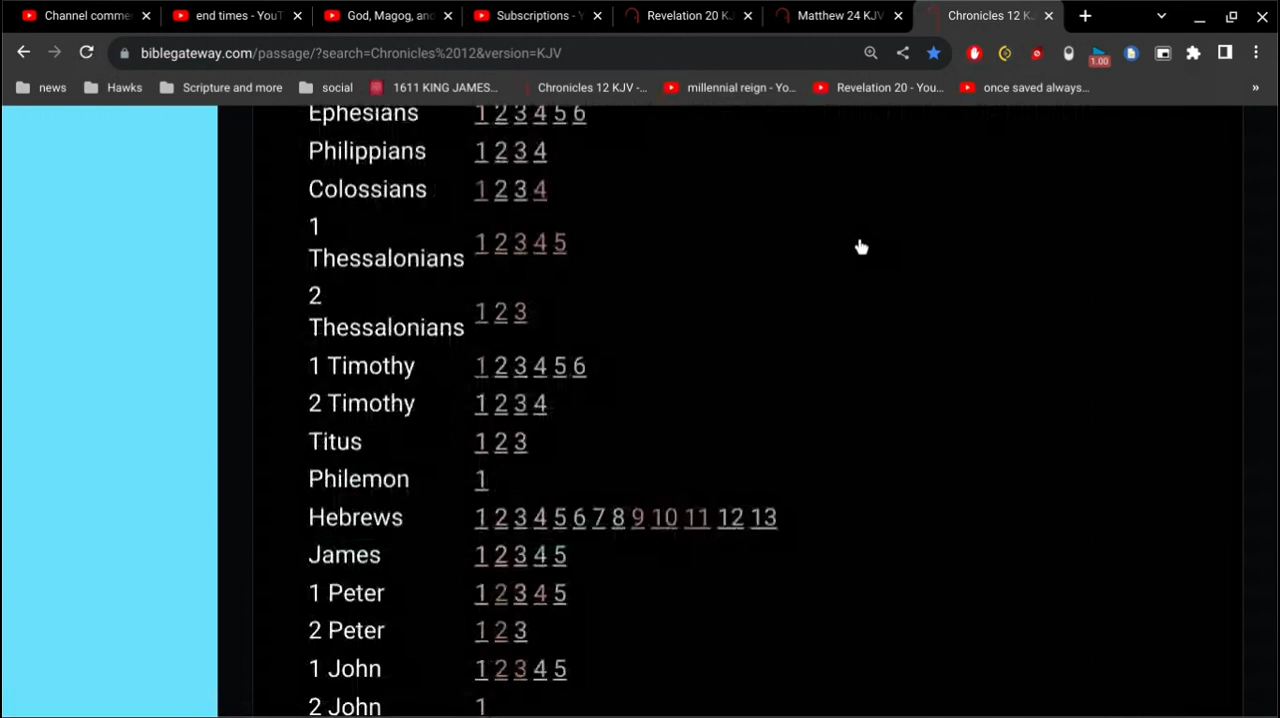 Channel comme
end times - YouT
God, Magog, and
Subscriptions - Y
Revelation 20 KJ
Matthew 24 KJV
Chronicles 12 K
biblegateway.com/passage/?search=Chronicles%2012&version=KJV
1.00
news
Hawks
Scripture and more
social
1611 KING JAMES...
Chronicles 12 KJV -...
millennial reign - Yo...
Revelation 20 - You...
once saved always...
»
Ephesians 1 2 3 4 5 6
Philippians 1 2 3 4
Colossians 1 2 3 4
1
Thessalonians 1 2 3 4 5
2
Thessalonians 1 2 3
1 Timothy 1 2 3 4 5 6
2 Timothy 1 2 3 4
Titus 1 2 3
Philemon 1
Hebrews 1 2 3 4 5 6 7 8 9 10 11 12 13
James 1 2 3 4 5
1 Peter 1 2 3 4 5
2 Peter 1 2 3
1 John 1 2 3 4 5
2 John 1